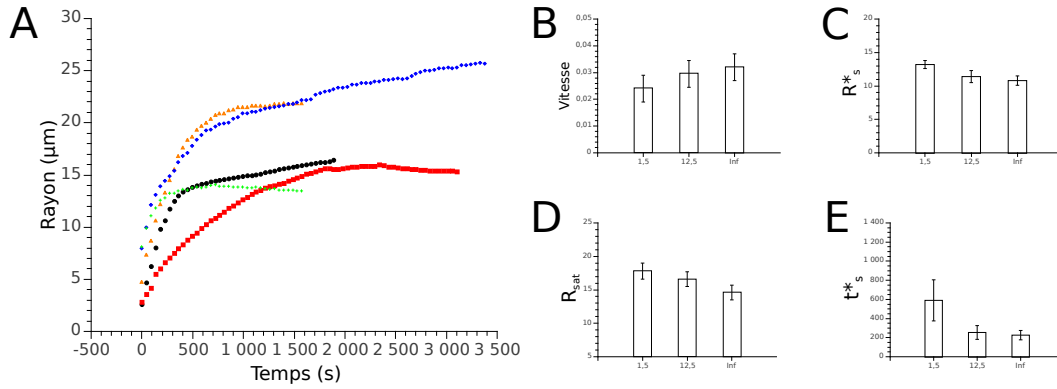 A
30
25
20
15
10
5
0
Rayon (µm)
-500 0 500 1 000 1 500 2 000 2 500 3 000 3 500
Temps (s)
B
0,05
0,04
0,03
0,02
0,01
0
Vitesse
1,5 12,5 Inf
C
20
15
10
5
0
R*s
1,5 12,5 Inf
D
25
20
15
10
5
Rsat
1,5 12,5 Inf
E
1 400
1 200
1 000
800
600
400
200
0
t*s
1,5 12,5 Inf